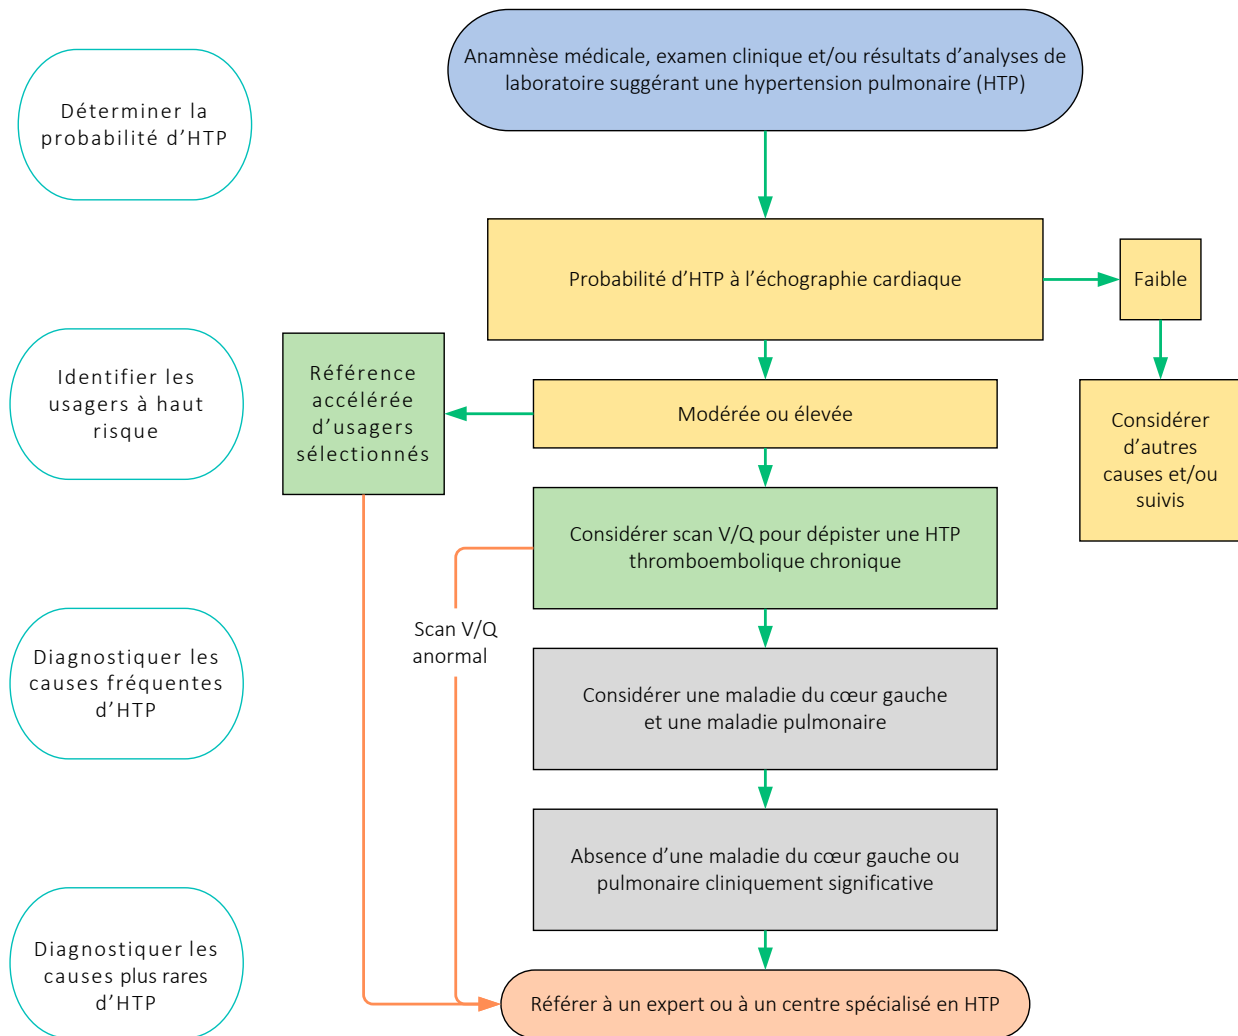 Déterminer la
probabilité d’HTP
Anamnèse médicale, examen clinique et/ou résultats d’analyses de
laboratoire suggérant une hypertension pulmonaire (HTP)
Probabilité d’HTP à l’échographie cardiaque
Faible
Identifier les
usagers à haut
risque
Référence
accélérée
d’usagers
sélectionnés
Modérée ou élevée
Considérer
d’autres
causes et/ou
suivis
Considérer scan V/Q pour dépister une HTP
thromboembolique chronique
Scan V/Q
anormal
Diagnostiquer les
causes fréquentes
d’HTP
Considérer une maladie du cœur gauche
et une maladie pulmonaire
Absence d’une maladie du cœur gauche ou
pulmonaire cliniquement significative
Diagnostiquer les
causes plus rares
d’HTP
Référer à un expert ou à un centre spécialisé en HTP